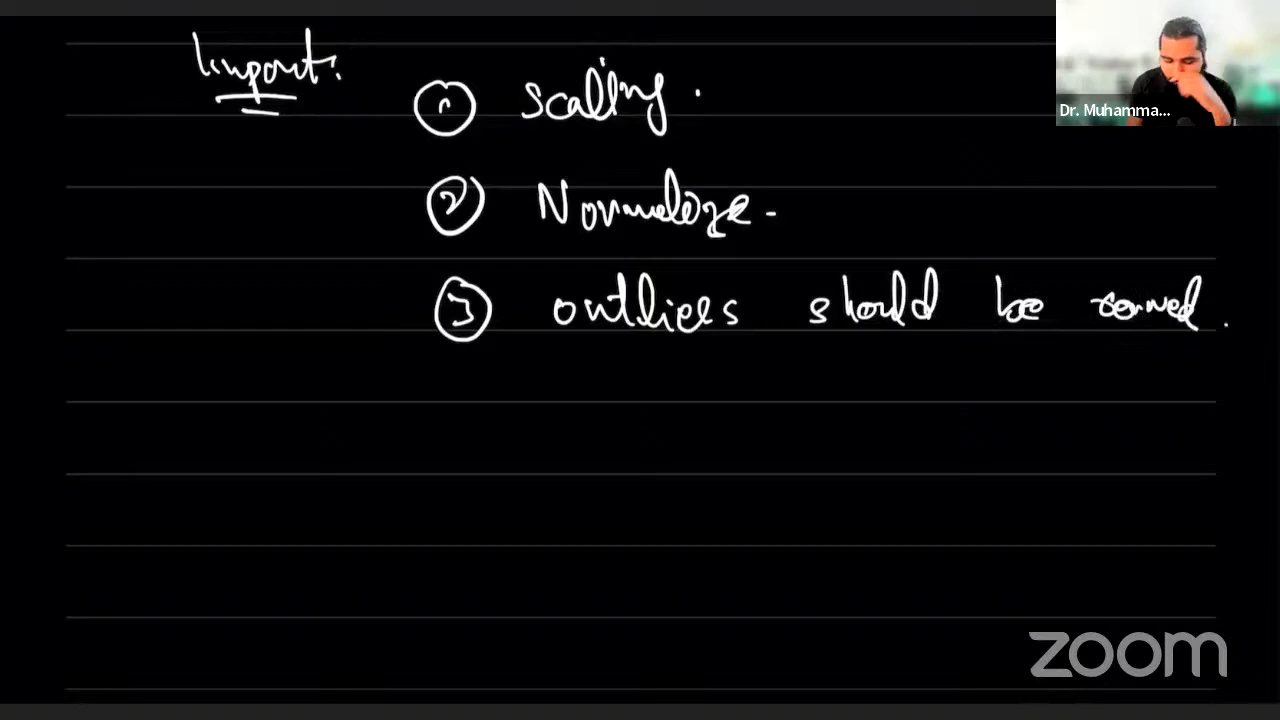 Import:
① Scaling.
② Normalize-
③ outliers should be removed.
Dr. Muhamma...
zoom